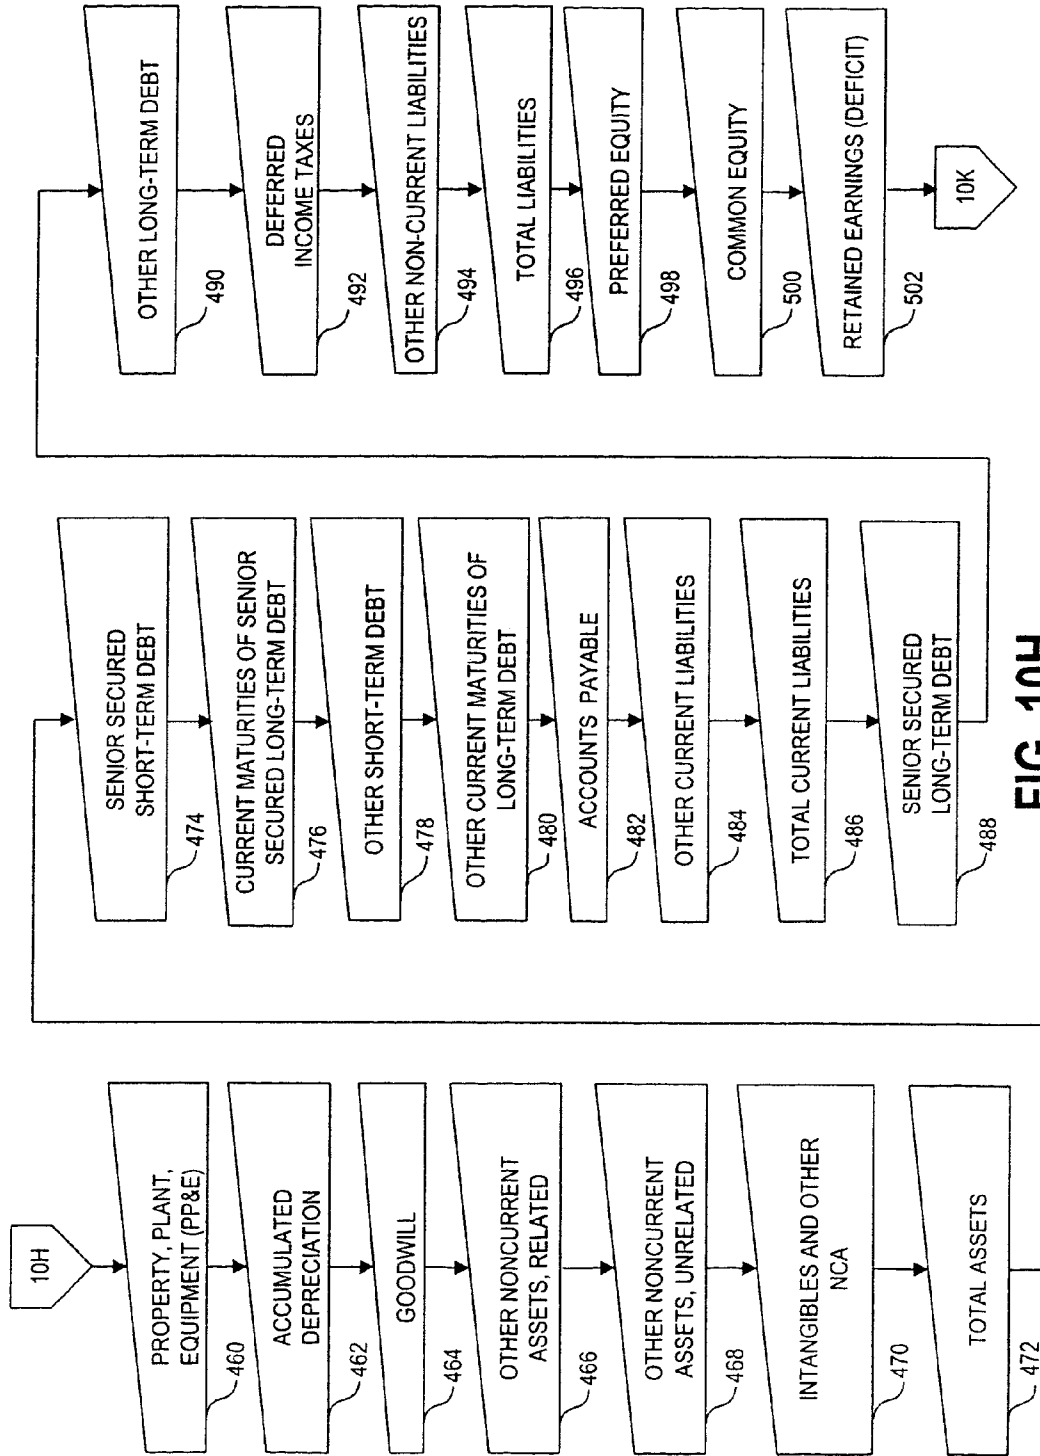 10H
PROPERTY, PLANT,
EQUIPMENT (PP&E)
460
ACCUMULATED
DEPRECIATION
462
GOODWILL
464
OTHER NONCURRENT
ASSETS, RELATED
466
OTHER NONCURRENT
ASSETS, UNRELATED
468
INTANGIBLES AND OTHER
NCA
470
TOTAL ASSETS
472
SENIOR SECURED
SHORT-TERM DEBT
474
CURRENT MATURITIES OF SENIOR
SECURED LONG-TERM DEBT
476
OTHER SHORT-TERM DEBT
478
OTHER CURRENT MATURITIES OF
LONG-TERM DEBT
480
ACCOUNTS PAYABLE
482
OTHER CURRENT LIABILITIES
484
TOTAL CURRENT LIABILITIES
486
SENIOR SECURED
LONG-TERM DEBT
488
OTHER LONG-TERM DEBT
490
DEFERRED
INCOME TAXES
492
OTHER NON-CURRENT LIABILITIES
494
TOTAL LIABILITIES
496
PREFERRED EQUITY
498
COMMON EQUITY
500
RETAINED EARNINGS (DEFICIT)
502
10K
FIG. 10H